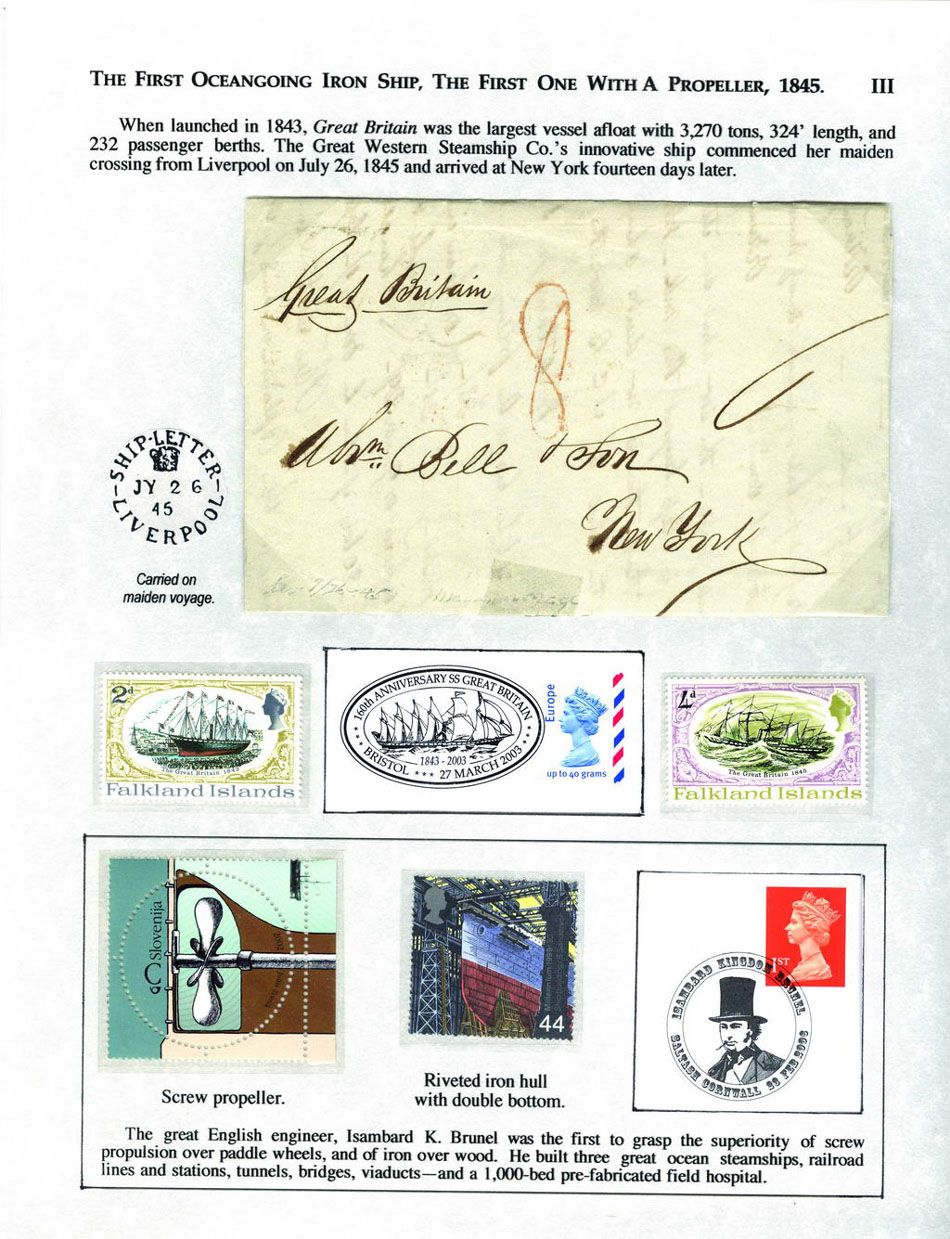 THE FIRST OCEANGOING IRON SHIP, THE FIRST ONE WITH A PROPELLER, 1845. III
When launched in 1843, Great Britain was the largest vessel afloat with 3,270 tons, 324' length, and
232 passenger berths. The Great Western Steamship Co.'s innovative ship commenced her maiden
crossing from Liverpool on July 26, 1845 and arrived at New York fourteen days later.
Great Britain
8
Abm Bell & Son
New York
SHIP-LETTER
JY 26
45
LIVERPOOL
Carried on
maiden voyage.
2d
The Great Britain 1845
Falkland Islands
160th ANNIVERSARY SS GREAT BRITAIN
1843 - 2003
BRISTOL *** 27 MARCH 2003
Europe
up to 40 grams
4d
The Great Britain 1845
Falkland Islands
Slovenija
44
1ST
ISAMBARD KINGDOM BRUNEL
SALTASH CORNWALL
Screw propeller.
Riveted iron hull
with double bottom.
The great English engineer, Isambard K. Brunel was the first to grasp the superiority of screw
propulsion over paddle wheels, and of iron over wood. He built three great ocean steamships, railroad
lines and stations, tunnels, bridges, viaducts—and a 1,000-bed pre-fabricated field hospital.